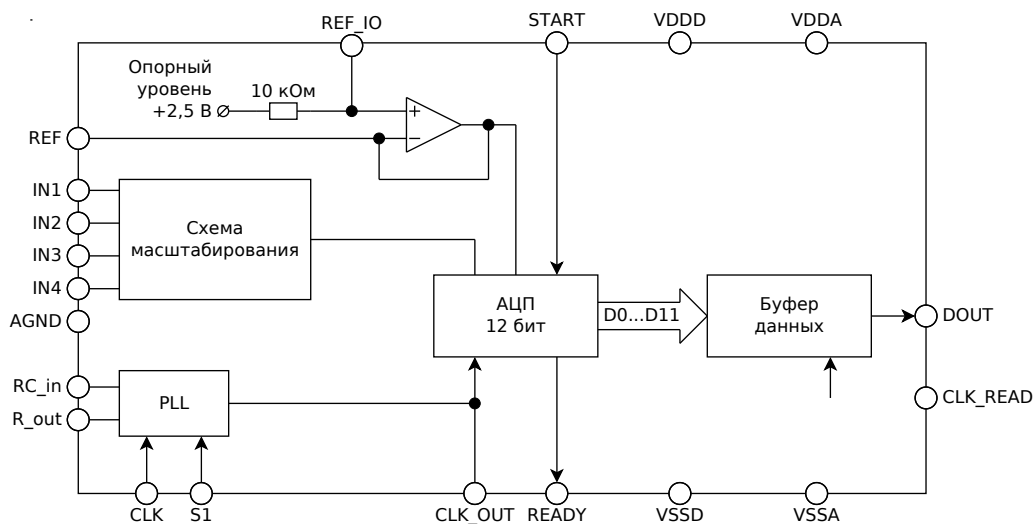 REF_IO
START
VDDD
VDDA
Опорный
уровень
+2,5 В
10 кОм
+
−
REF
IN1
IN2
IN3
IN4
AGND
Схема
масштабирования
АЦП
12 бит
D0...D11
Буфер
данных
DOUT
CLK_READ
RC_in
R_out
PLL
CLK
S1
CLK_OUT
READY
VSSD
VSSA